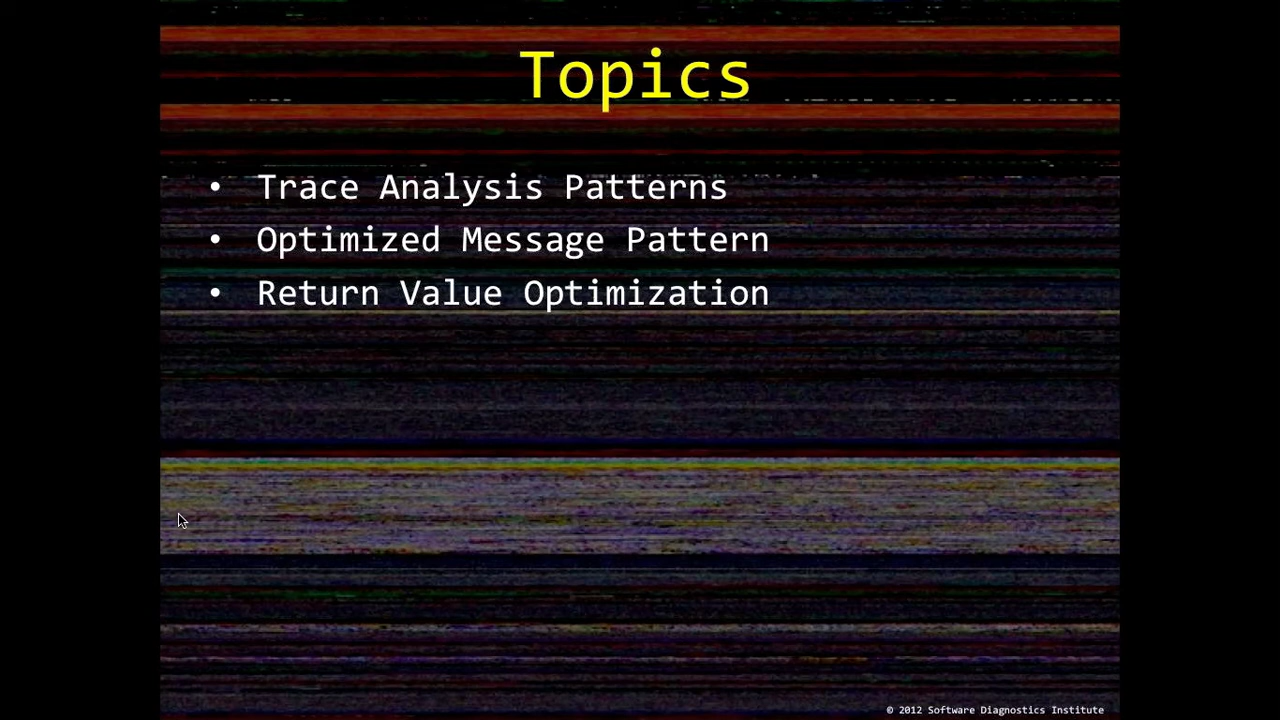 Topics
• Trace Analysis Patterns
• Optimized Message Pattern
• Return Value Optimization
© 2012 Software Diagnostics Institute